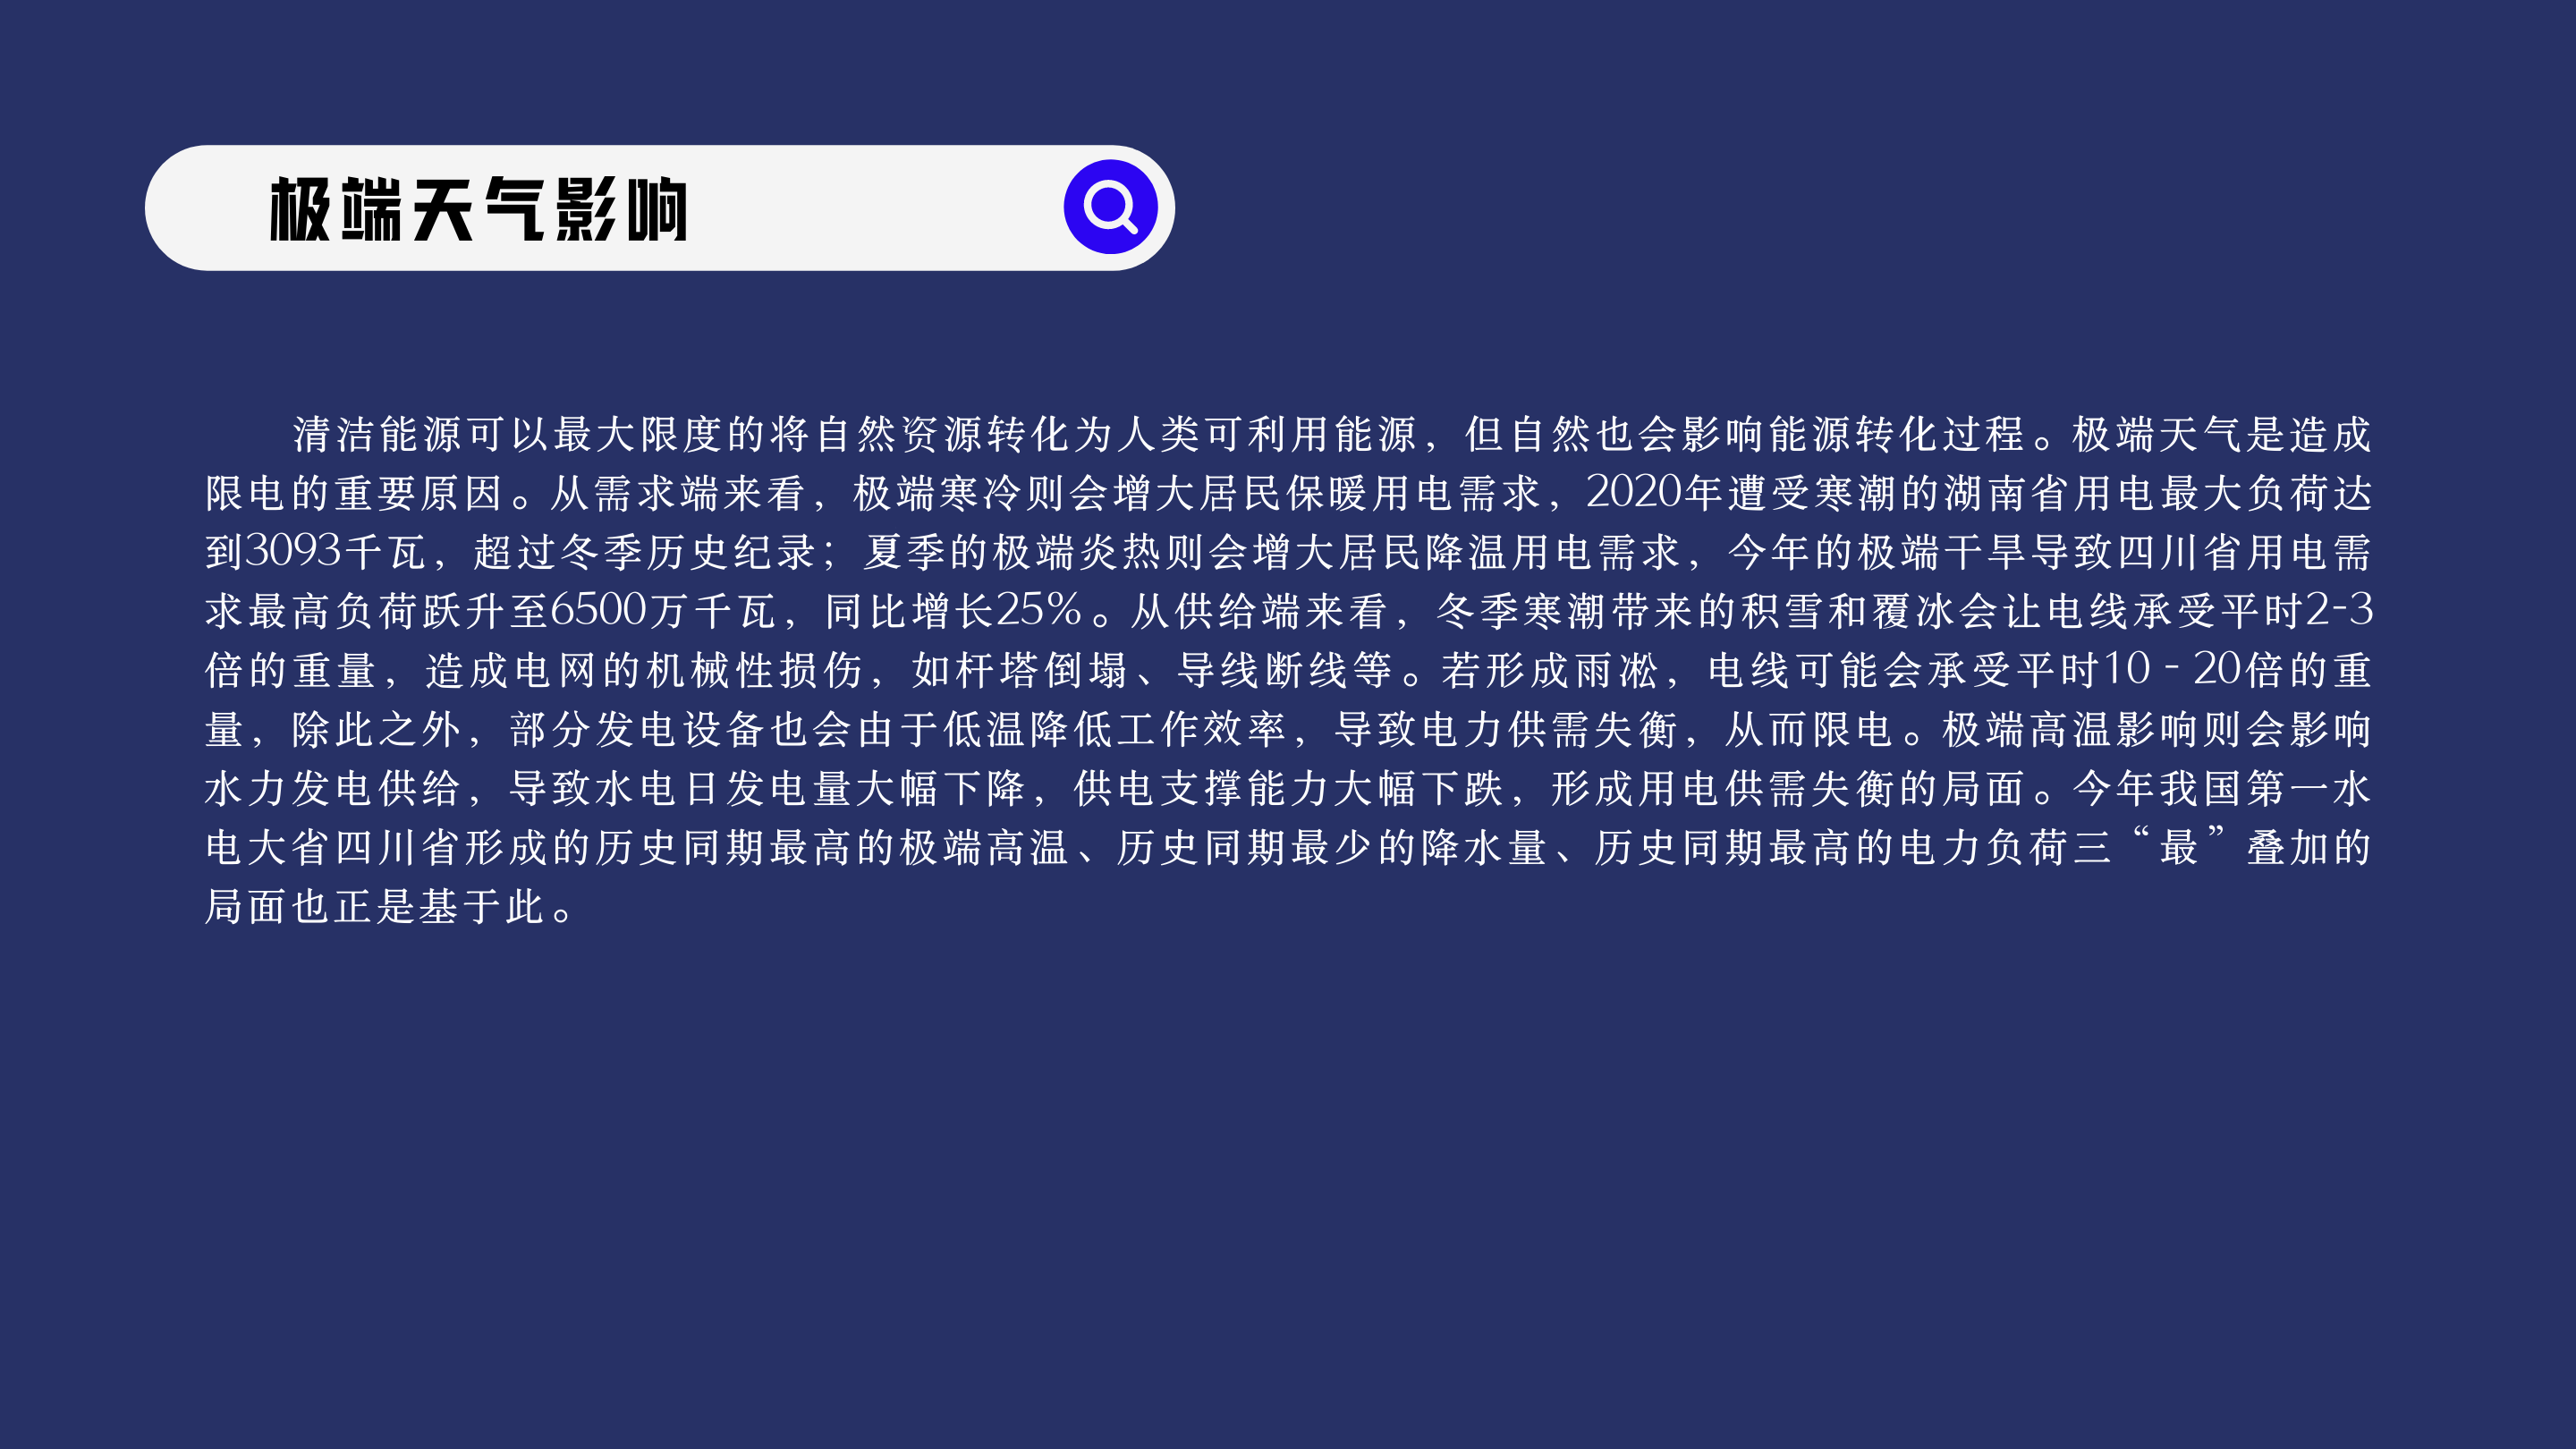 极端天气影响
清洁能源可以最大限度的将自然资源转化为人类可利用能源，但自然也会影响能源转化过程。极端天气是造成
限电的重要原因。从需求端来看，极端寒冷则会增大居民保暖用电需求，2020年遭受寒潮的湖南省用电最大负荷达
到3093千瓦，超过冬季历史纪录；夏季的极端炎热则会增大居民降温用电需求，今年的极端干旱导致四川省用电需
求最高负荷跃升至6500万千瓦，同比增长25%。从供给端来看，冬季寒潮带来的积雪和覆冰会让电线承受平时2-3
倍的重量，造成电网的机械性损伤，如杆塔倒塌、导线断线等。若形成雨凇，电线可能会承受平时10－20倍的重
量，除此之外，部分发电设备也会由于低温降低工作效率，导致电力供需失衡，从而限电。极端高温影响则会影响
水力发电供给，导致水电日发电量大幅下降，供电支撑能力大幅下跌，形成用电供需失衡的局面。今年我国第一水
电大省四川省形成的历史同期最高的极端高温、历史同期最少的降水量、历史同期最高的电力负荷三“最”叠加的
局面也正是基于此。